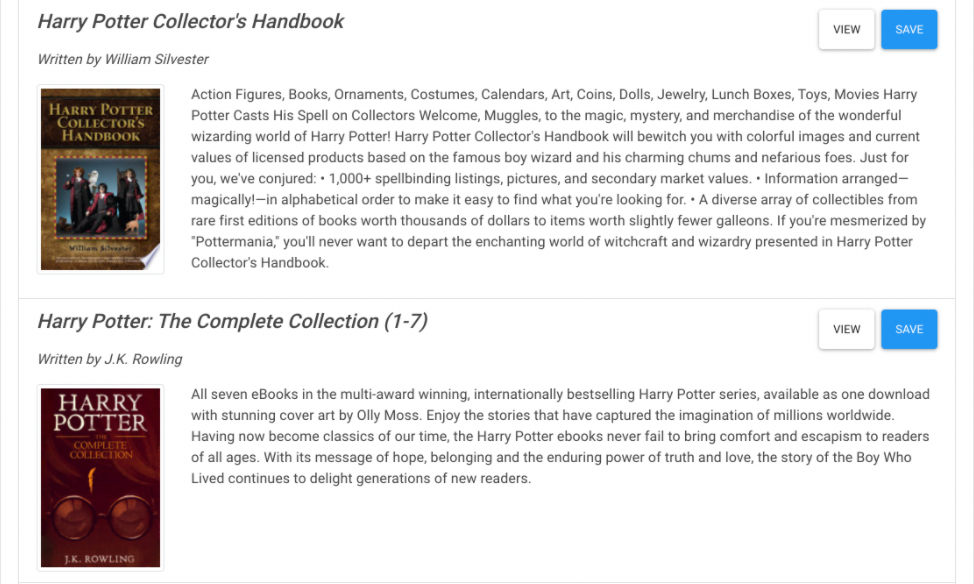 Harry Potter Collector's Handbook
VIEW
SAVE
Written by William Silvester
HARRY POTTER
COLLECTOR'S
HANDBOOK
William Silvester
Action Figures, Books, Ornaments, Costumes, Calendars, Art, Coins, Dolls, Jewelry, Lunch Boxes, Toys, Movies Harry
Potter Casts His Spell on Collectors Welcome, Muggles, to the magic, mystery, and merchandise of the wonderful
wizarding world of Harry Potter! Harry Potter Collector's Handbook will bewitch you with colorful images and current
values of licensed products based on the famous boy wizard and his charming chums and nefarious foes. Just for
you, we've conjured: • 1,000+ spellbinding listings, pictures, and secondary market values. • Information arranged—
magically!—in alphabetical order to make it easy to find what you're looking for. • A diverse array of collectibles from
rare first editions of books worth thousands of dollars to items worth slightly fewer galleons. If you're mesmerized by
"Pottermania," you'll never want to depart the enchanting world of witchcraft and wizardry presented in Harry Potter
Collector's Handbook.
Harry Potter: The Complete Collection (1-7)
VIEW
SAVE
Written by J.K. Rowling
HARRY
POTTER
THE
COMPLETE
COLLECTION
J.K. ROWLING
All seven eBooks in the multi-award winning, internationally bestselling Harry Potter series, available as one download
with stunning cover art by Olly Moss. Enjoy the stories that have captured the imagination of millions worldwide.
Having now become classics of our time, the Harry Potter ebooks never fail to bring comfort and escapism to readers
of all ages. With its message of hope, belonging and the enduring power of truth and love, the story of the Boy Who
Lived continues to delight generations of new readers.